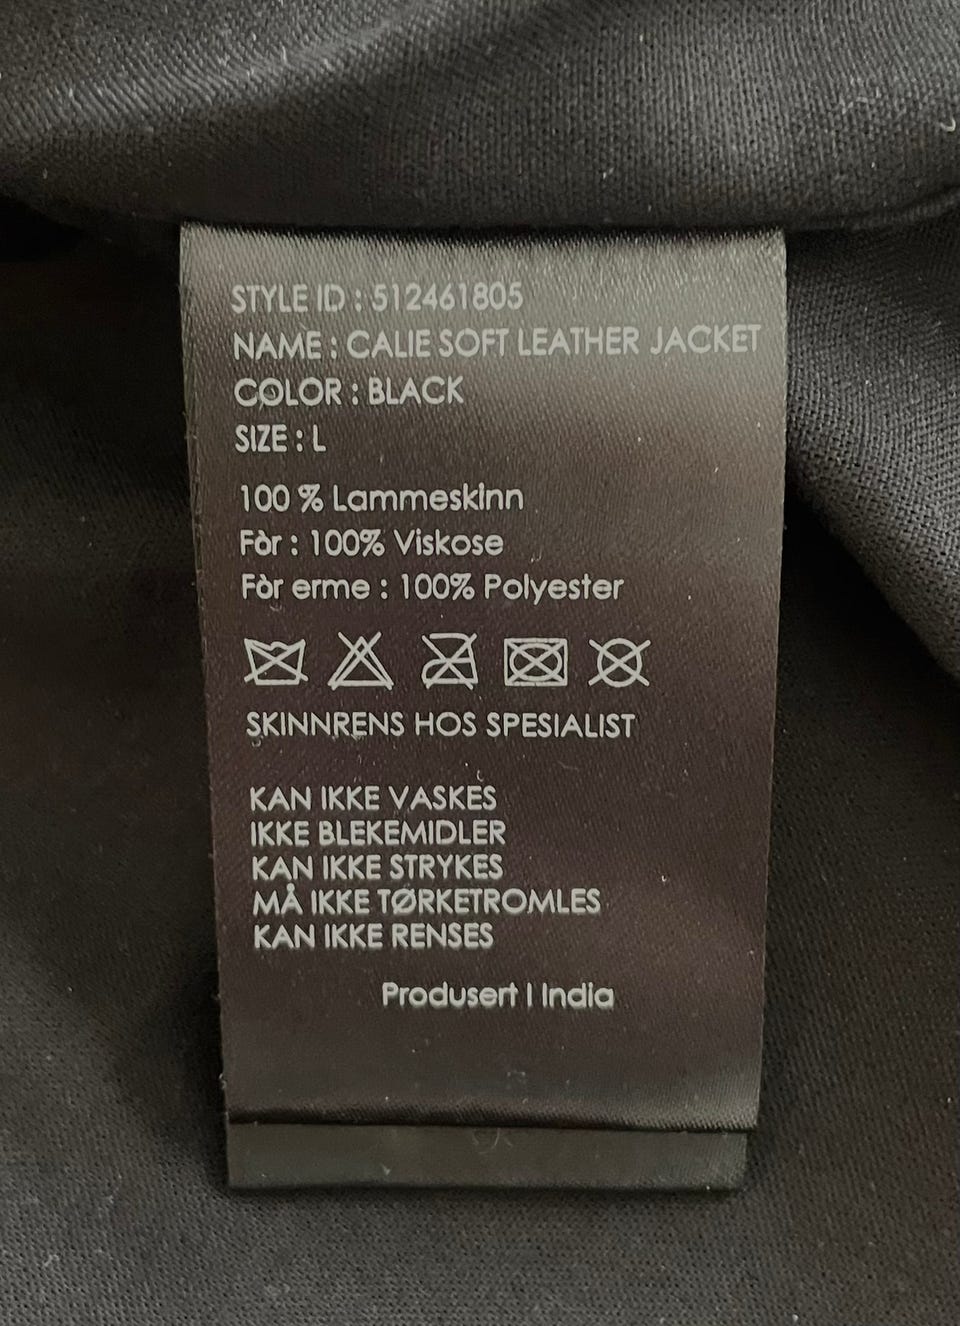 STYLE ID : 512461805
NAME : CALIE SOFT LEATHER JACKET
COLOR : BLACK
SIZE : L
100 % Lammeskinn
Fòr : 100% Viskose
Fòr erme : 100% Polyester
SKINNRENS HOS SPESIALIST
KAN IKKE VASKES
IKKE BLEKEMIDLER
KAN IKKE STRYKES
MÅ IKKE TØRKETROMLES
KAN IKKE RENSES
Produsert I India